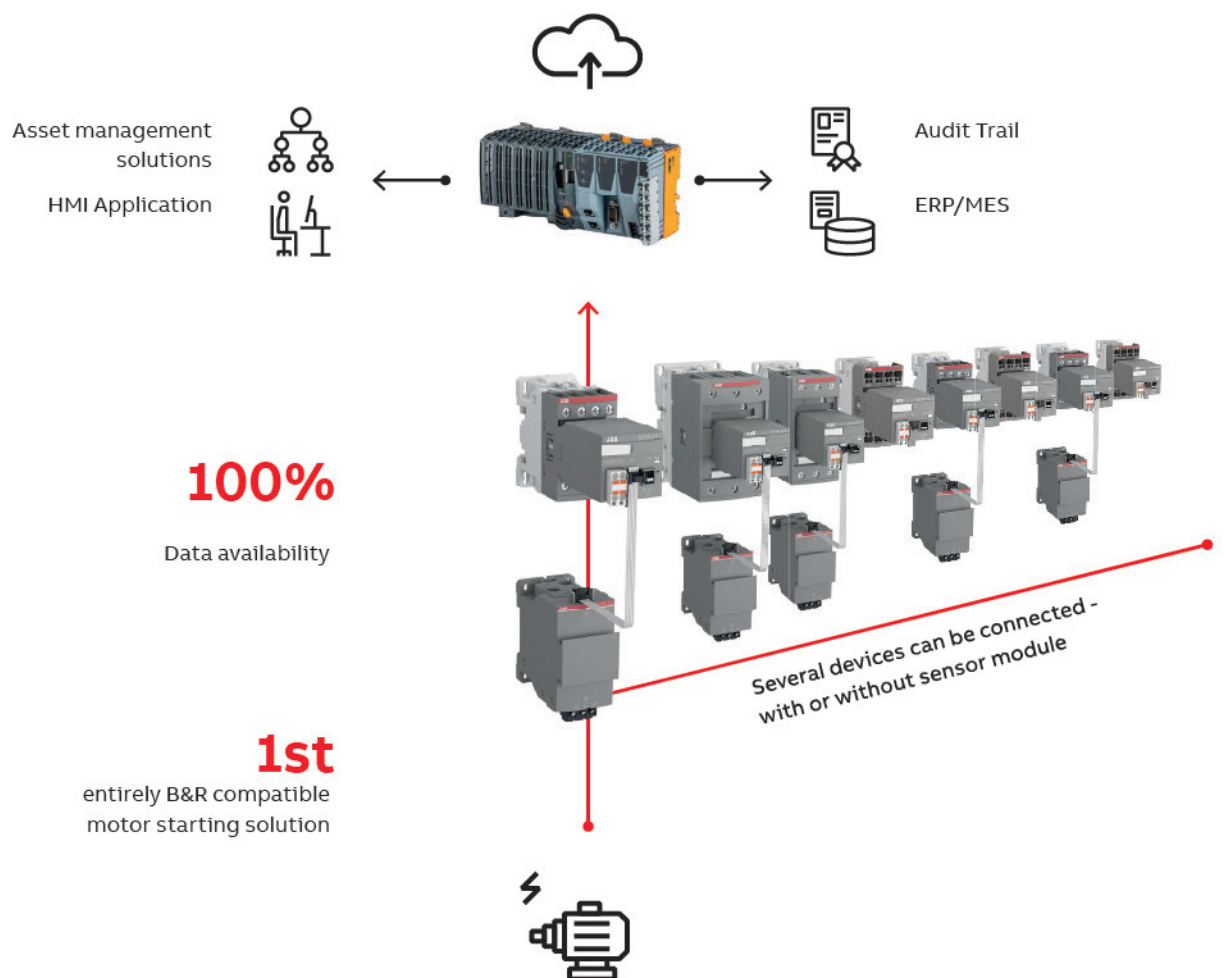 Asset management
solutions
HMI Application
Audit Trail
ERP/MES
100%
Data availability
Several devices can be connected -
with or without sensor module
1st
entirely B&R compatible
motor starting solution
ABB